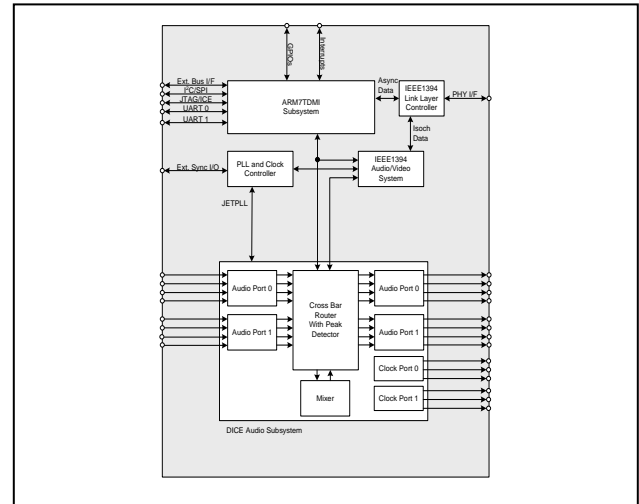 GPIOs
Interrupts
Ext. Bus I/F
I²C/SPI
JTAG/ICE
UART 0
UART 1
ARM7TDMI
Subsystem
Async
Data
IEEE1394
Link Layer
Controller
PHY I/F
Isoch
Data
Ext. Sync I/O
PLL and Clock
Controller
IEEE1394
Audio/Video
System
JETPLL
Audio Port 0
Cross Bar
Router
With Peak
Detector
Audio Port 0
Audio Port 1
Audio Port 1
Clock Port 0
Mixer
Clock Port 1
DICE Audio Subsystem